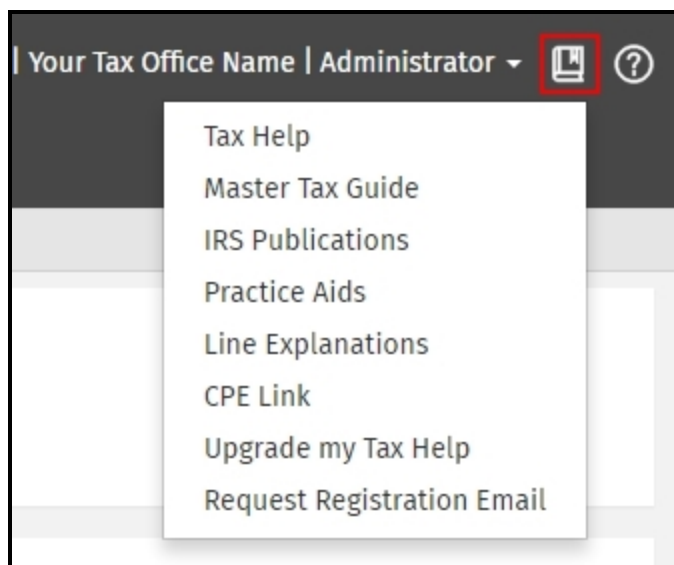 | Your Tax Office Name | Administrator
Tax Help
Master Tax Guide
IRS Publications
Practice Aids
Line Explanations
CPE Link
Upgrade my Tax Help
Request Registration Email